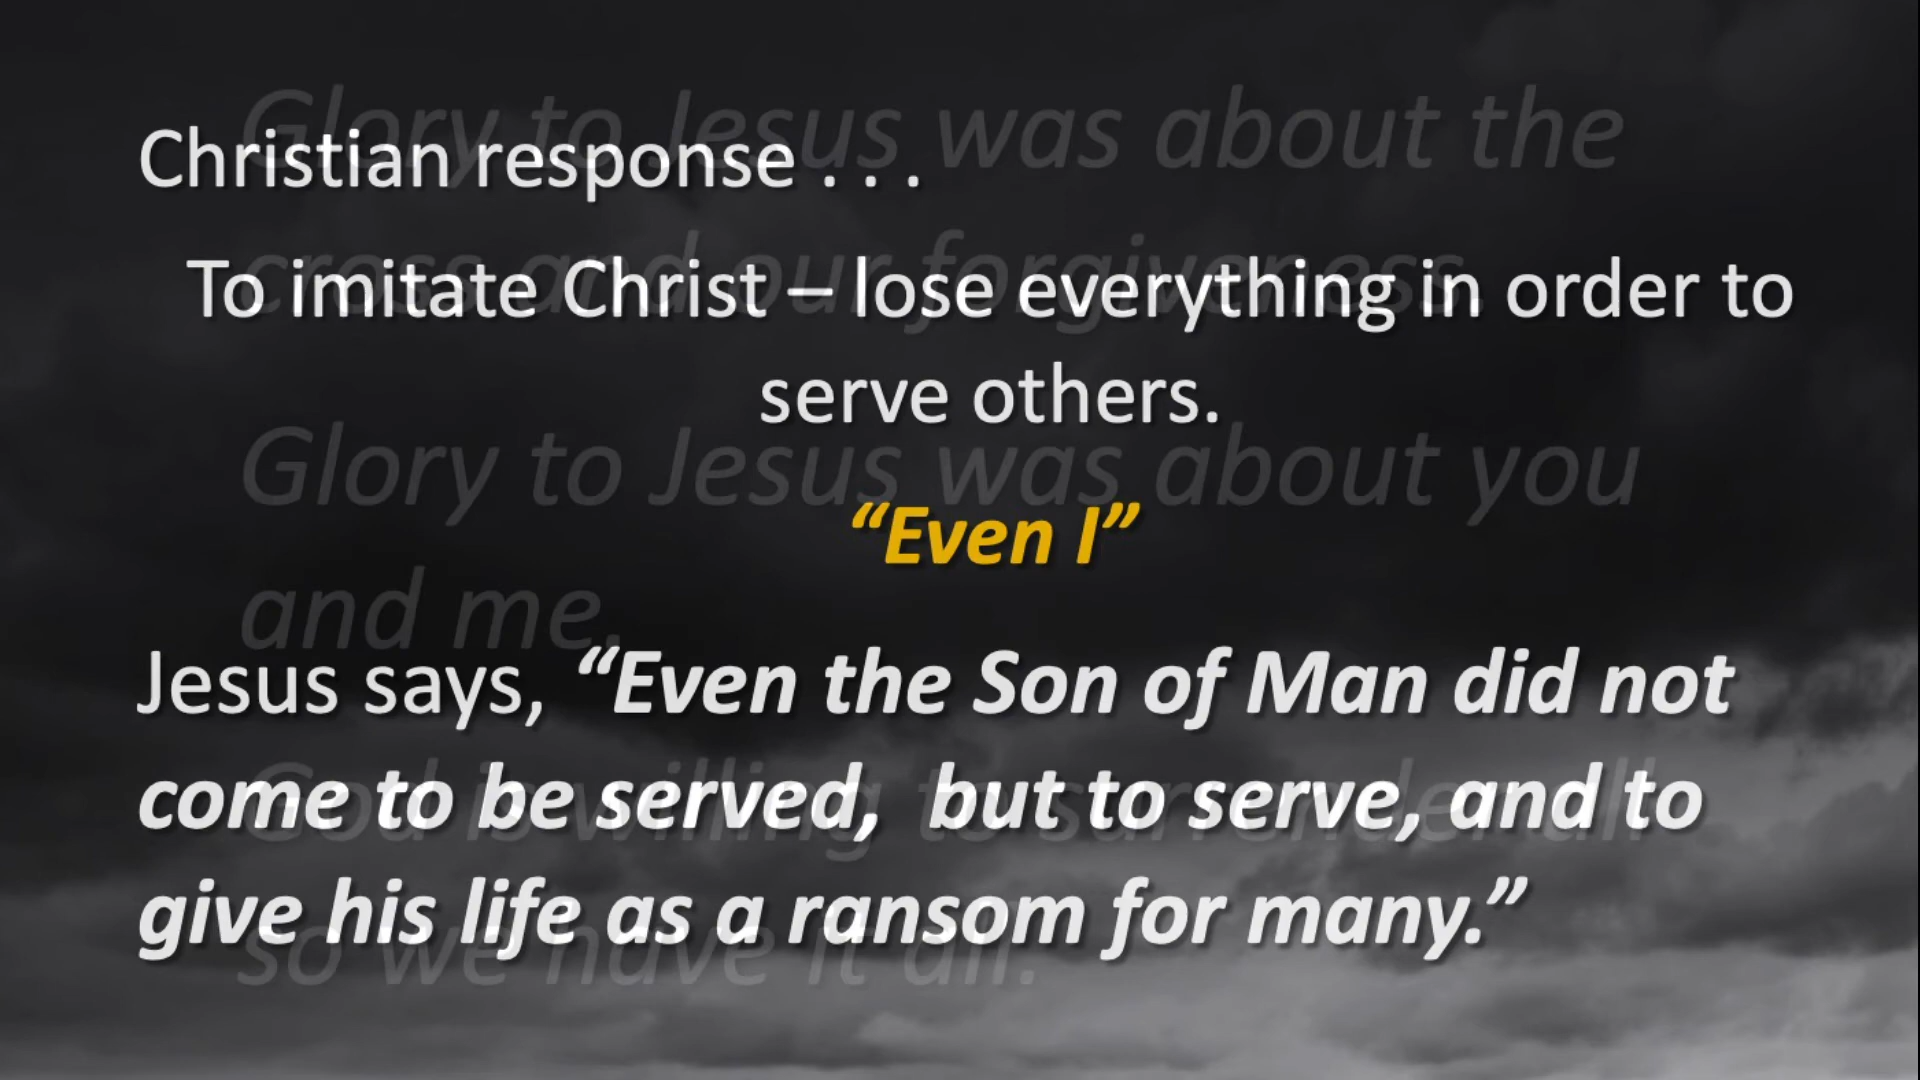 Glory to Jesus was about the
Christian response . . .
cross and our forgiveness.
To imitate Christ – lose everything in order to
serve others.
Glory to Jesus was about you
“Even I”
and me.
Jesus says, “Even the Son of Man did not
God is willing to surrender all
come to be served,  but to serve, and to
give his life as a ransom for many.”
so we have it all.